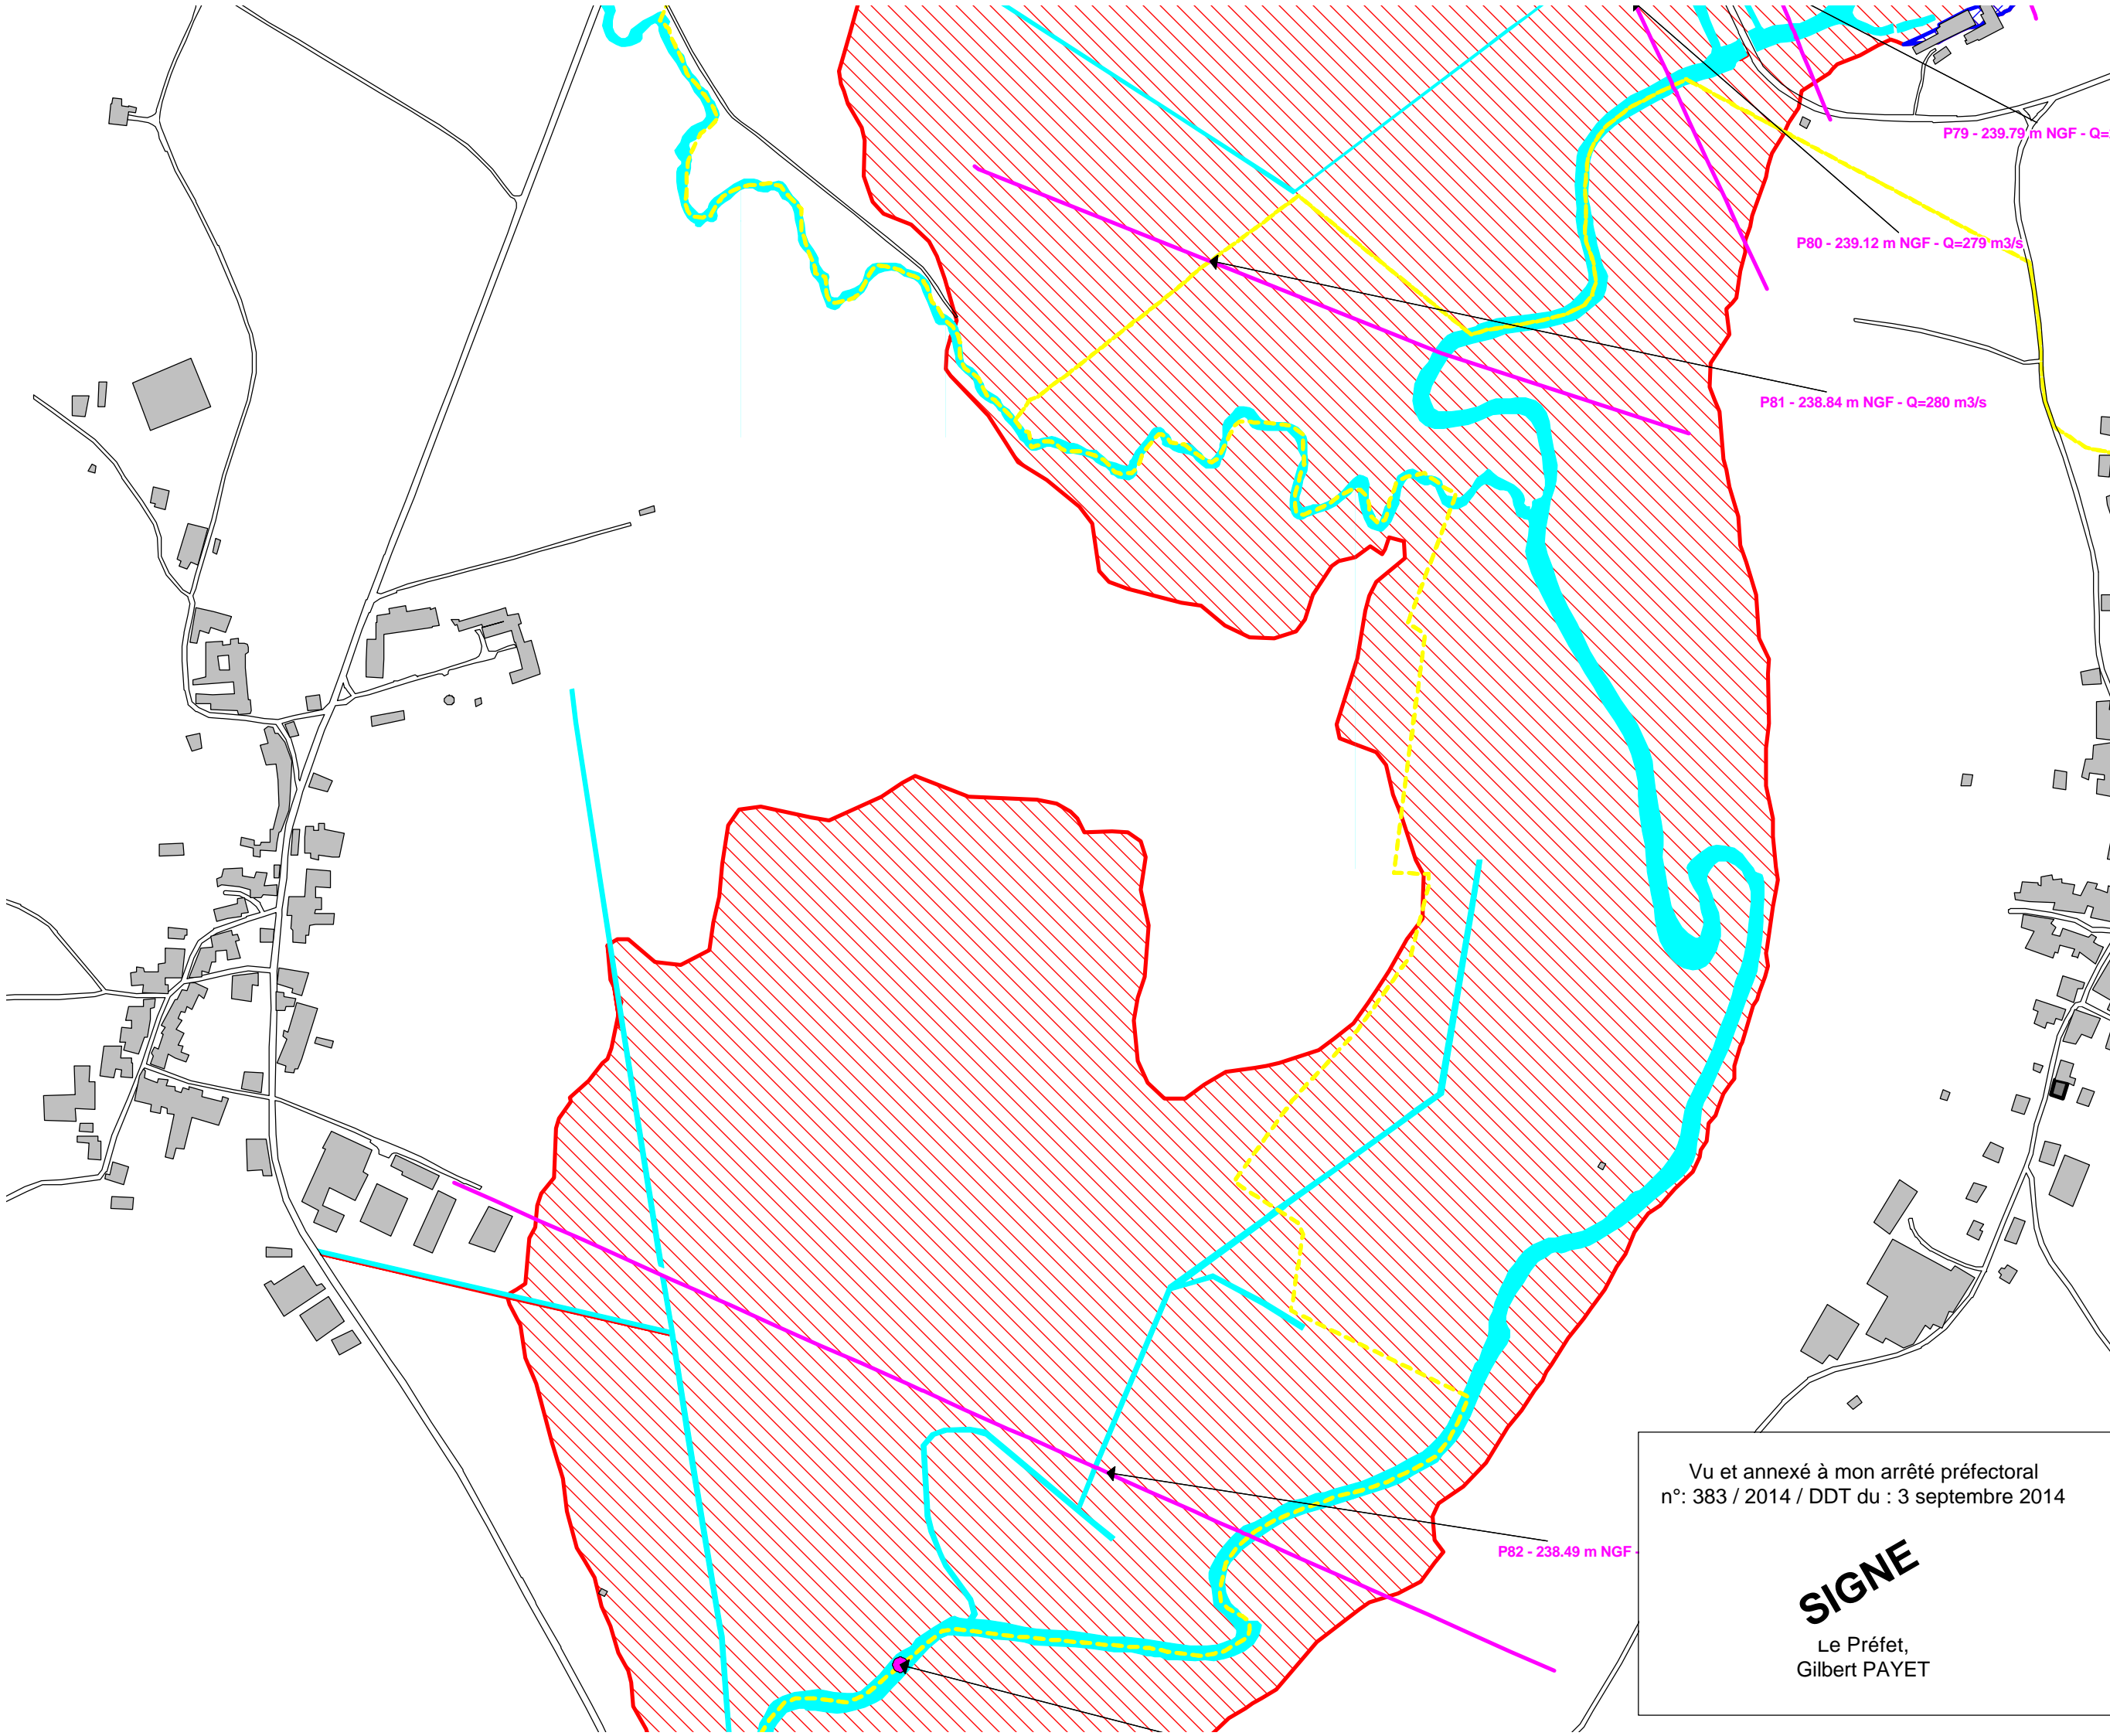 P79 - 239.79 m NGF - Q=
P80 - 239.12 m NGF - Q=279 m3/s
P81 - 238.84 m NGF - Q=280 m3/s
P82 - 238.49 m NGF -
Vu et annexé à mon arrêté préfectoral
n°: 383 / 2014 / DDT du : 3 septembre 2014
SIGNE
Le Préfet,
Gilbert PAYET